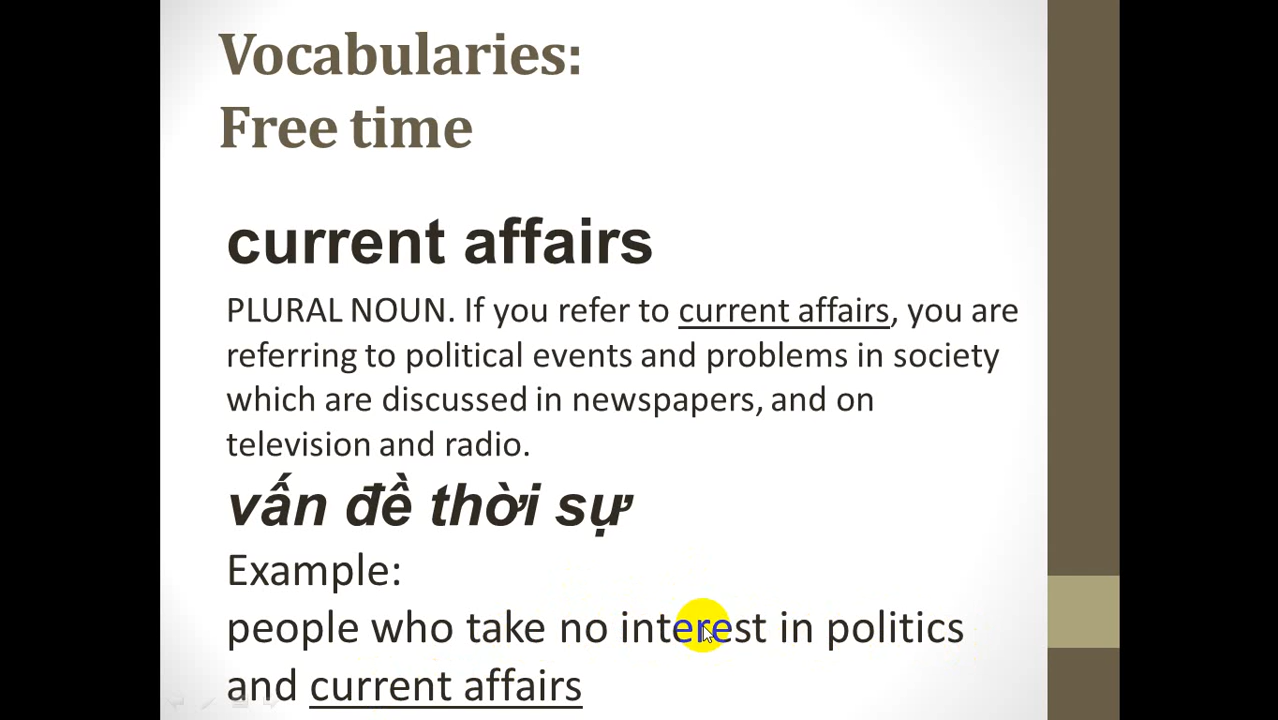 Vocabularies:
Free time
current affairs
PLURAL NOUN. If you refer to current affairs, you are
referring to political events and problems in society
which are discussed in newspapers, and on
television and radio.
vấn đề thời sự
Example:
people who take no interest in politics
and current affairs